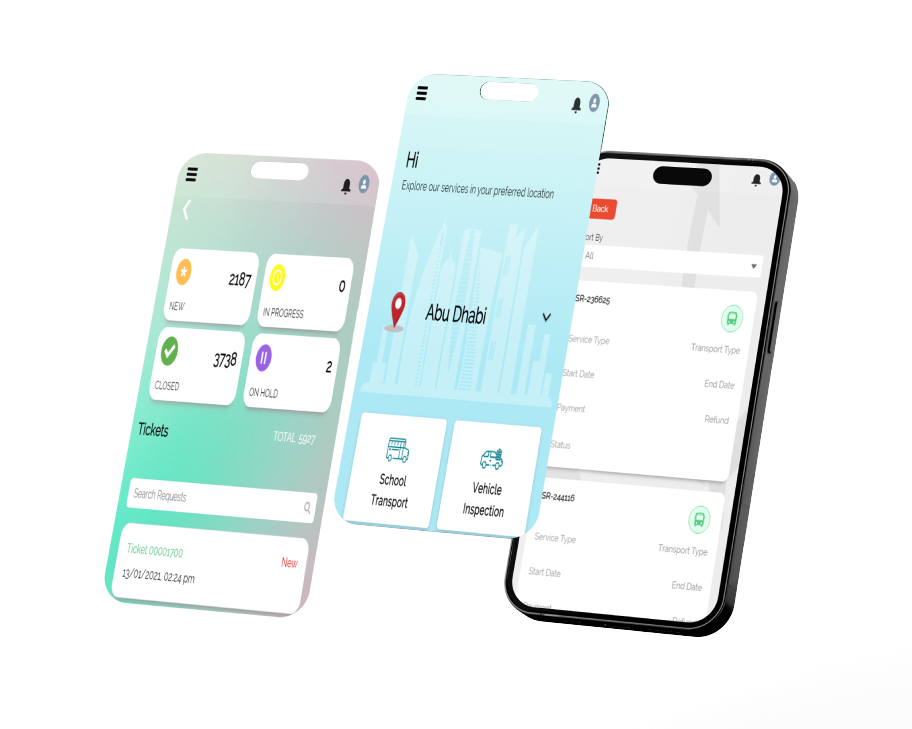 2187
NEW
0
IN PROGRESS
3738
CLOSED
2
ON HOLD
Tickets
TOTAL 5927
Search Requests
Ticket 00001700
New
13/01/2021, 02:24 pm
Hi
Explore our services in your preferred location
Abu Dhabi
School
Transport
Vehicle
Inspection
Back
ort By
All
SR-236625
Service Type
Transport Type
Start Date
End Date
Payment
Refund
Status
SR-244116
Service Type
Transport Type
Start Date
End Date